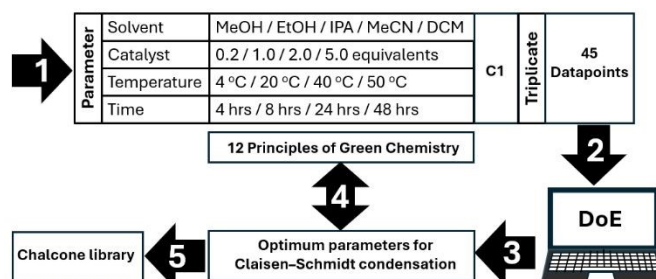 1
Parameter
Solvent MeOH / EtOH / IPA / MeCN / DCM
Catalyst 0.2 / 1.0 / 2.0 / 5.0 equivalents
Temperature 4 °C / 20 °C / 40 °C / 50 °C
Time 4 hrs / 8 hrs / 24 hrs / 48 hrs
C1
Triplicate
45
Datapoints
2
12 Principles of Green Chemistry
4
DoE
3
Optimum parameters for
Claisen–Schmidt condensation
5
Chalcone library